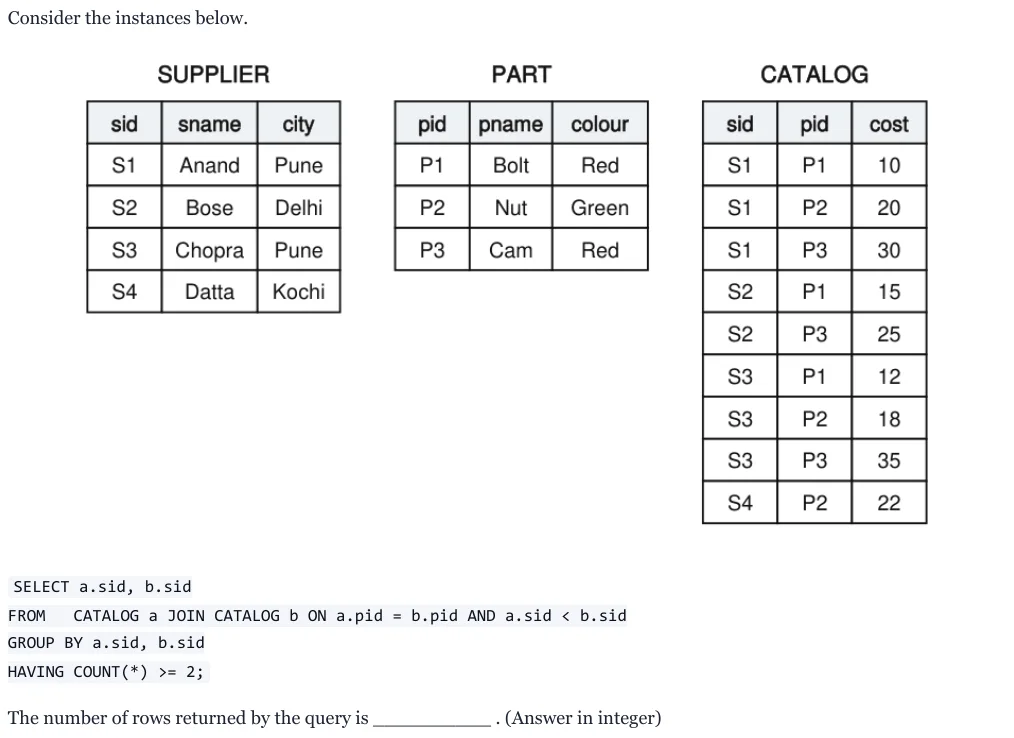 Consider the instances below.
SUPPLIER
sid sname city
S1 Anand Pune
S2 Bose Delhi
S3 Chopra Pune
S4 Datta Kochi
PART
pid pname colour
P1 Bolt Red
P2 Nut Green
P3 Cam Red
CATALOG
sid pid cost
S1 P1 10
S1 P2 20
S1 P3 30
S2 P1 15
S2 P3 25
S3 P1 12
S3 P2 18
S3 P3 35
S4 P2 22
SELECT a.sid, b.sid
FROM CATALOG a JOIN CATALOG b ON a.pid = b.pid AND a.sid < b.sid
GROUP BY a.sid, b.sid
HAVING COUNT(*) >= 2;
The number of rows returned by the query is ____________ . (Answer in integer)